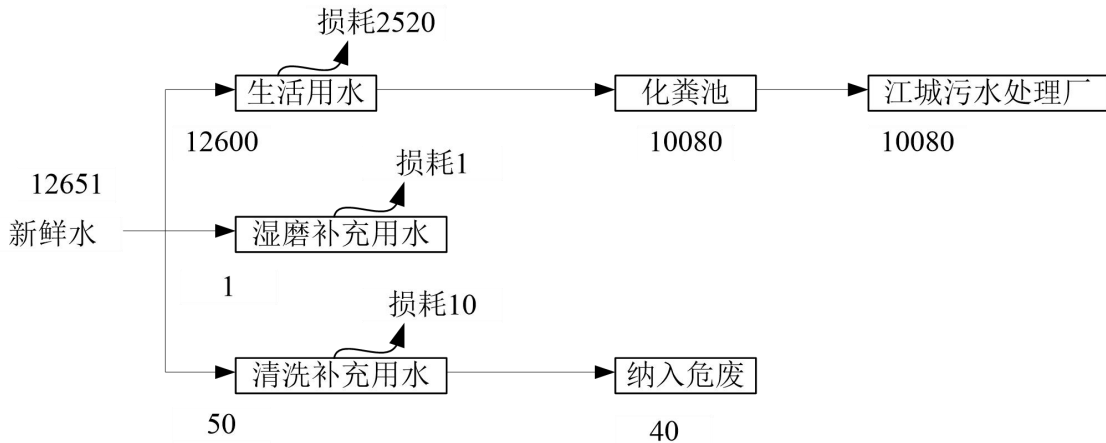 损耗2520
生活用水
化粪池
江城污水处理厂
12600
10080
10080
损耗1
12651
新鲜水
湿磨补充用水
1
损耗10
清洗补充用水
纳入危废
50
40